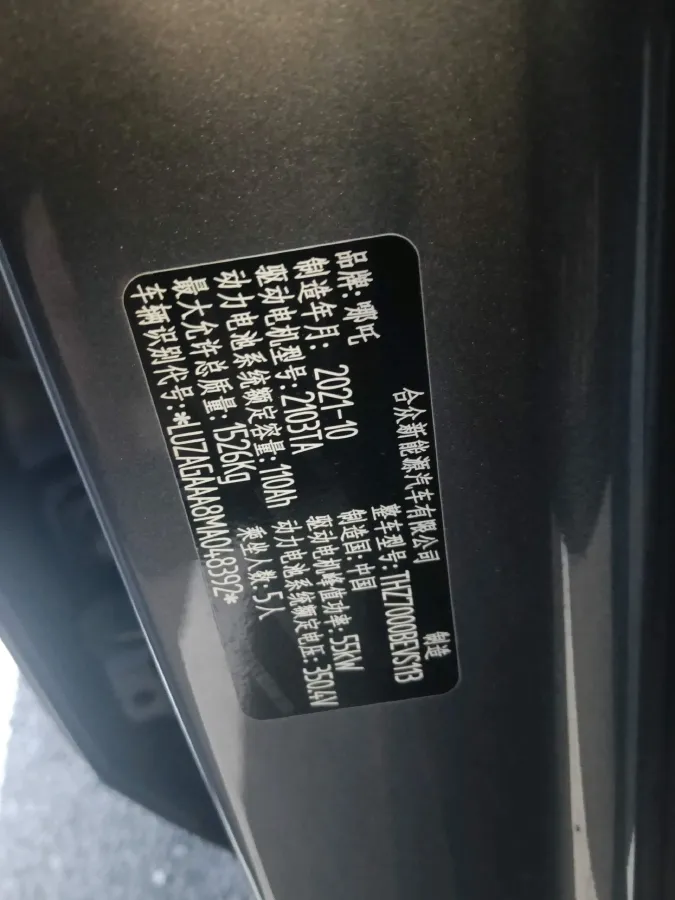 合众新能源汽车有限公司 制造
品牌: 哪吒 整车型号: THZ7000BEVS1B
制造年月: 2021-10 制造国: 中国
驱动电机型号: 2103TA 驱动电机峰值功率: 55kW
动力电池系统额定容量: 110Ah 动力电池系统额定电压: 350.4V
最大允许总质量: 1526Kg 乘坐人数: 5人
车辆识别代号: *LUZAGAAA8MA048392*